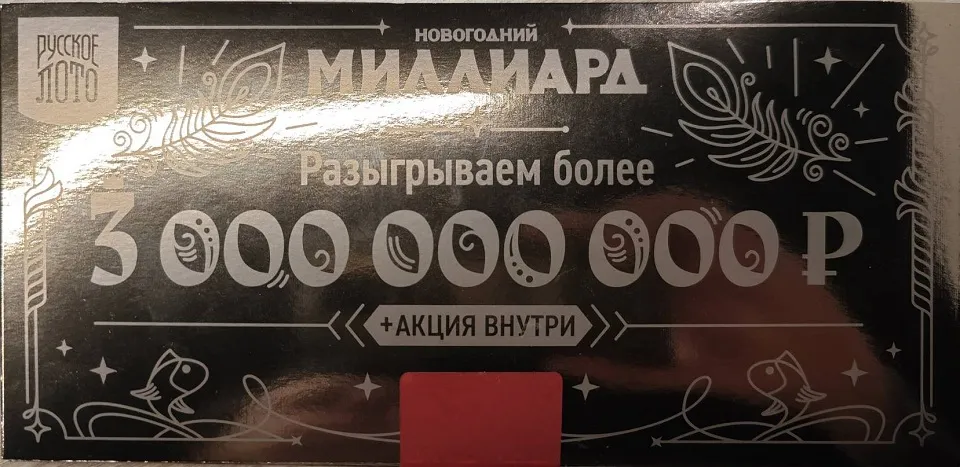 РУССКОЕ
ЛОТО
НОВОГОДНИЙ
МИЛЛИАРД
Разыгрываем более
3 000 000 000 ₽
+АКЦИЯ ВНУТРИ